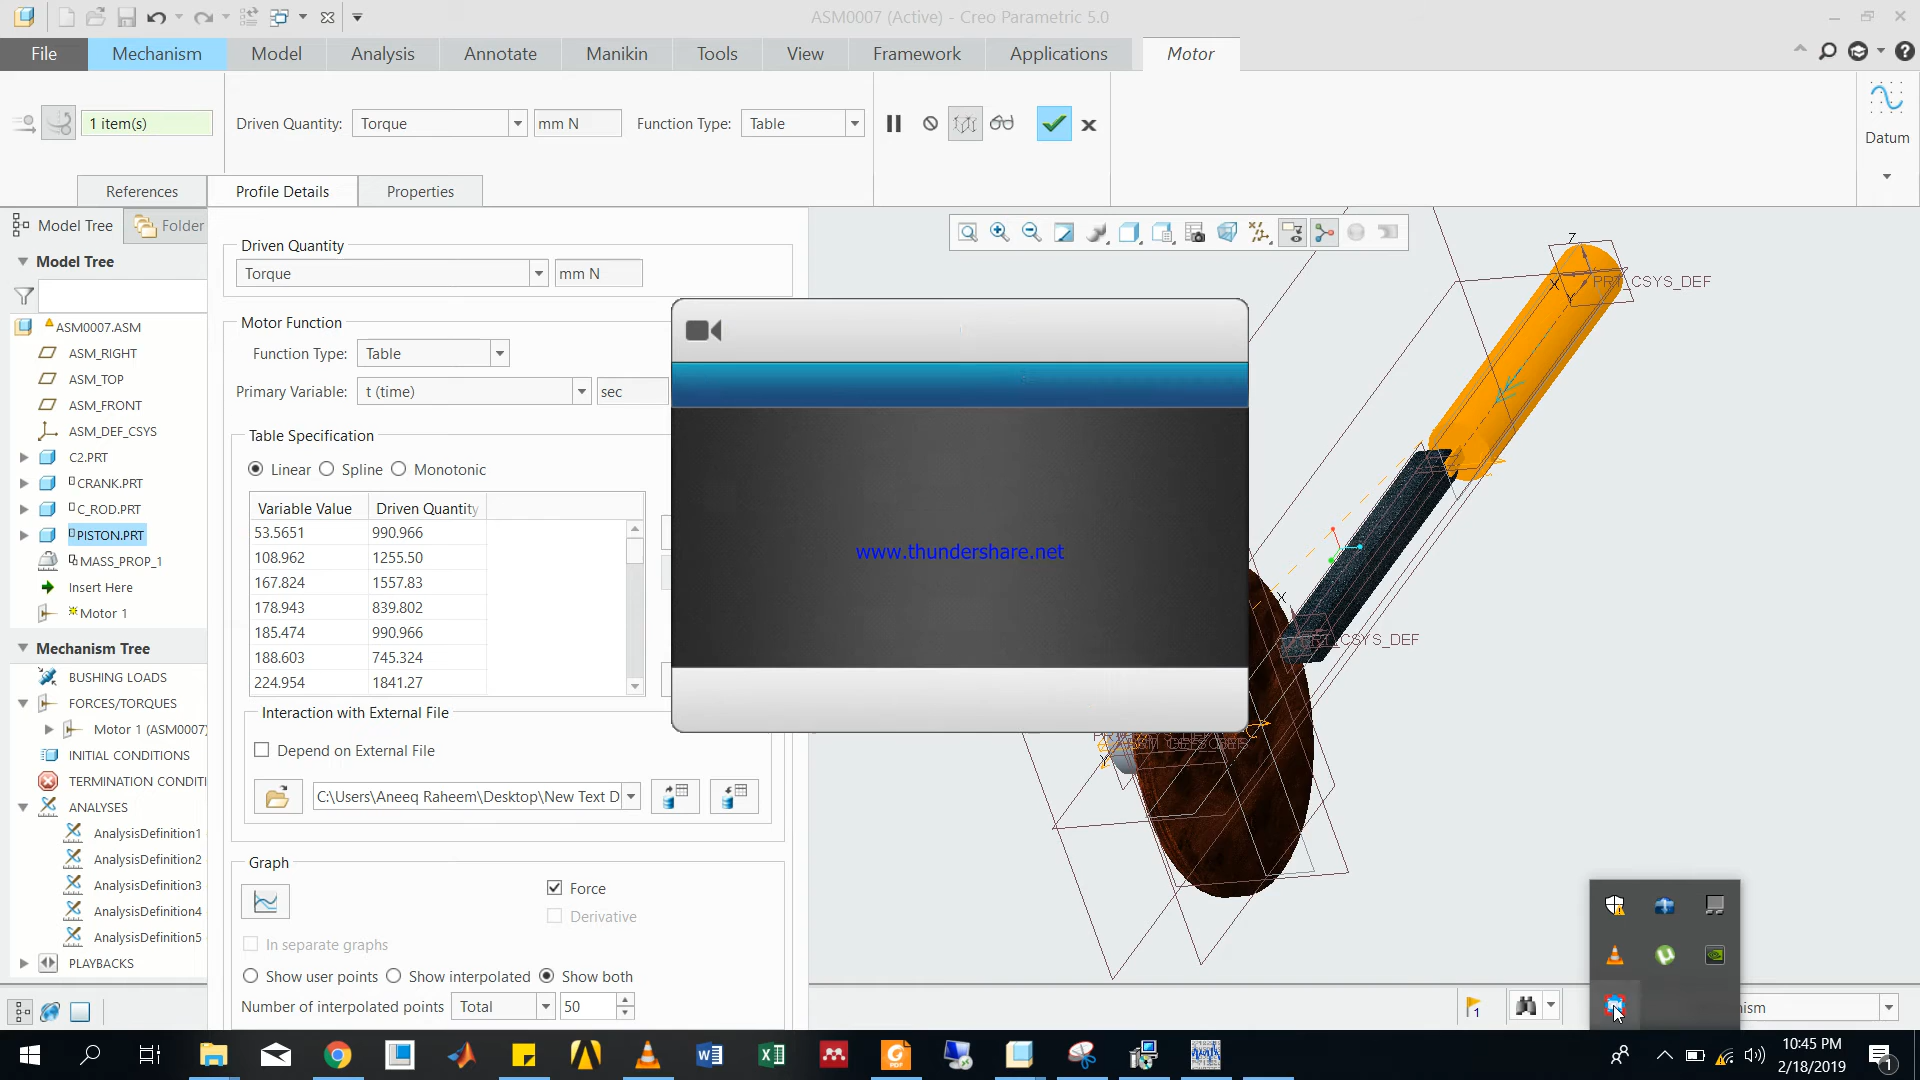 ASM0007 (Active) - Creo Parametric 5.0
File Mechanism Model Analysis Annotate Manikin Tools View Framework Applications Motor
1 item(s) Driven Quantity: Torque mm N Function Type: Table
Datum
References Profile Details Properties
Model Tree Folder
Model Tree
ASM0007.ASM
ASM_RIGHT
ASM_TOP
ASM_FRONT
ASM_DEF_CSYS
C2.PRT
CRANK.PRT
C_ROD.PRT
PISTON.PRT
MASS_PROP_1
Insert Here
Motor 1
Mechanism Tree
BUSHING LOADS
FORCES/TORQUES
Motor 1 (ASM0007)
INITIAL CONDITIONS
TERMINATION CONDITI
ANALYSES
AnalysisDefinition1
AnalysisDefinition2
AnalysisDefinition3
AnalysisDefinition4
AnalysisDefinition5
PLAYBACKS
Driven Quantity
Torque mm N
Motor Function
Function Type: Table
Primary Variable: t (time) sec
Table Specification
Linear Spline Monotonic
Variable Value Driven Quantity
53.5651 990.966
108.962 1255.50
167.824 1557.83
178.943 839.802
185.474 990.966
188.603 745.324
224.954 1841.27
Interaction with External File
Depend on External File
C:\Users\Aneeq Raheem\Desktop\New Text D
Graph
Force
Derivative
In separate graphs
Show user points Show interpolated Show both
Number of interpolated points Total 50
www.thundershare.net
Z
X
Y
PRT_CSYS_DEF
X
CSYS_DEF
Y
1
nism
10:45 PM
2/18/2019
1